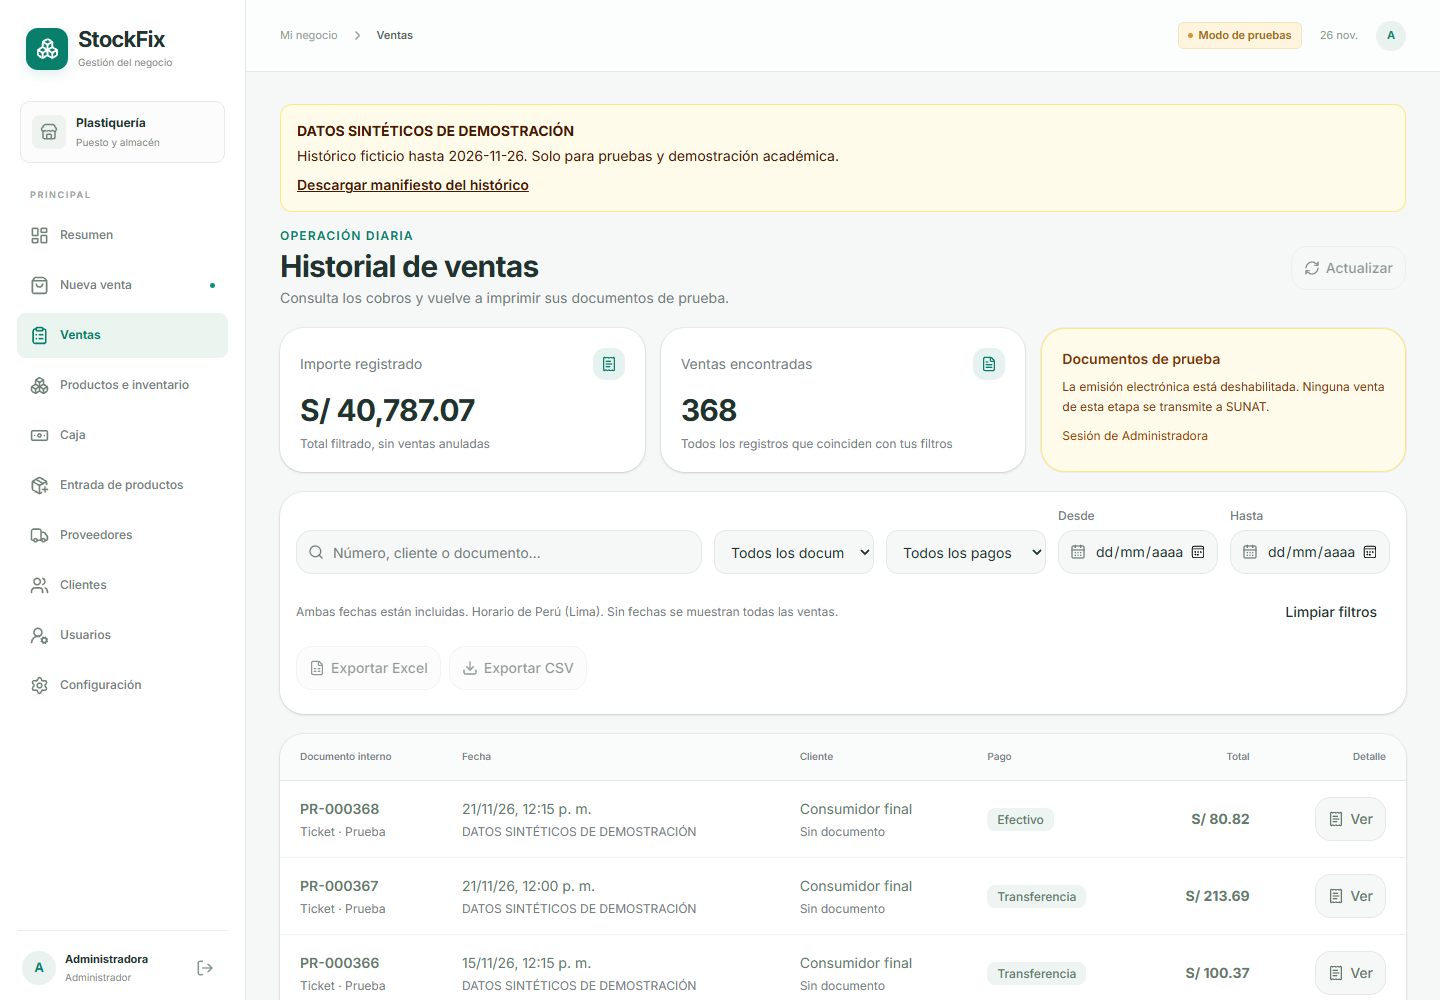 StockFix
Gestión del negocio
Plastiquería
Puesto y almacén
PRINCIPAL
Resumen
Nueva venta
Ventas
Productos e inventario
Caja
Entrada de productos
Proveedores
Clientes
Usuarios
Configuración
A
Administradora
Administrador
Mi negocio
Ventas
Modo de pruebas
26 nov.
A
DATOS SINTÉTICOS DE DEMOSTRACIÓN
Histórico ficticio hasta 2026-11-26. Solo para pruebas y demostración académica.
Descargar manifiesto del histórico
OPERACIÓN DIARIA
Historial de ventas
Consulta los cobros y vuelve a imprimir sus documentos de prueba.
Actualizar
Importe registrado
S/ 40,787.07
Total filtrado, sin ventas anuladas
Ventas encontradas
368
Todos los registros que coinciden con tus filtros
Documentos de prueba
La emisión electrónica está deshabilitada. Ninguna venta
de esta etapa se transmite a SUNAT.
Sesión de Administradora
Desde
Hasta
Número, cliente o documento...
Todos los docum
Todos los pagos
dd/mm/aaaa
dd/mm/aaaa
Ambas fechas están incluidas. Horario de Perú (Lima). Sin fechas se muestran todas las ventas.
Limpiar filtros
Exportar Excel
Exportar CSV
Documento interno Fecha Cliente Pago Total Detalle
PR-000368 21/11/26, 12:15 p. m. Consumidor final Efectivo S/ 80.82 Ver
Ticket · Prueba DATOS SINTÉTICOS DE DEMOSTRACIÓN Sin documento
PR-000367 21/11/26, 12:00 p. m. Consumidor final Transferencia S/ 213.69 Ver
Ticket · Prueba DATOS SINTÉTICOS DE DEMOSTRACIÓN Sin documento
PR-000366 15/11/26, 12:15 p. m. Consumidor final Transferencia S/ 100.37 Ver
Ticket · Prueba DATOS SINTÉTICOS DE DEMOSTRACIÓN Sin documento